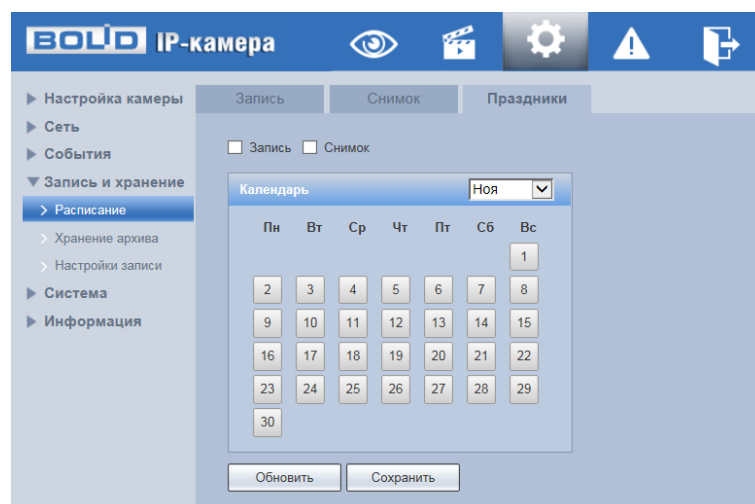 BOLID IP-камера
Настройка камеры
Сеть
События
Запись и хранение
Расписание
Хранение архива
Настройки записи
Система
Информация
Запись Снимок Праздники
Запись Снимок
Календарь Ноя
Пн Вт Ср Чт Пт Сб Вс
1
2 3 4 5 6 7 8
9 10 11 12 13 14 15
16 17 18 19 20 21 22
23 24 25 26 27 28 29
30
Обновить Сохранить